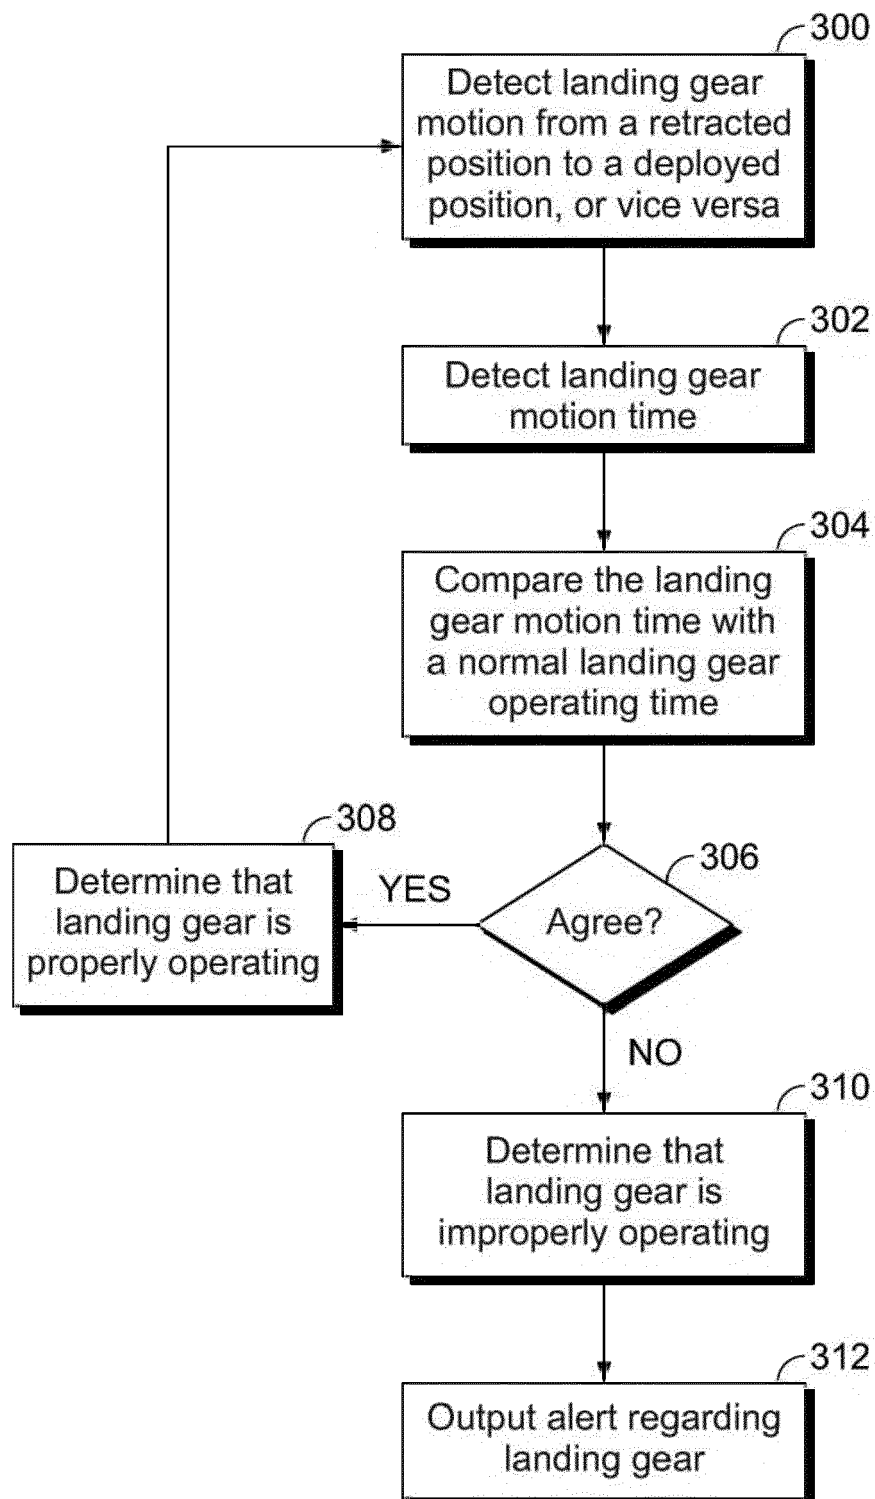 300
Detect landing gear
motion from a retracted
position to a deployed
position, or vice versa
302
Detect landing gear
motion time
304
Compare the landing
gear motion time with
a normal landing gear
operating time
306
Agree?
YES
308
Determine that
landing gear is
properly operating
NO
310
Determine that
landing gear is
improperly operating
312
Output alert regarding
landing gear